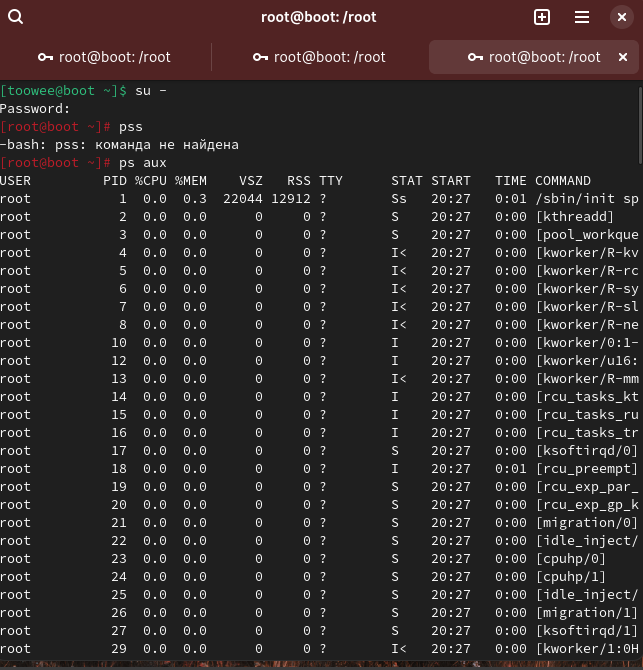 root@boot: /root
root@boot: /root
root@boot: /root
root@boot: /root
[toowee@boot ~]$ su -
Password:
[root@boot ~]# pss
-bash: pss: команда не найдена
[root@boot ~]# ps aux
USER         PID %CPU %MEM    VSZ   RSS TTY      STAT START   TIME COMMAND
root           1  0.0  0.3  22044 12912 ?        Ss   20:27   0:01 /sbin/init sp
root           2  0.0  0.0      0     0 ?        S    20:27   0:00 [kthreadd]
root           3  0.0  0.0      0     0 ?        S    20:27   0:00 [pool_workque
root           4  0.0  0.0      0     0 ?        I<   20:27   0:00 [kworker/R-kv
root           5  0.0  0.0      0     0 ?        I<   20:27   0:00 [kworker/R-rc
root           6  0.0  0.0      0     0 ?        I<   20:27   0:00 [kworker/R-sy
root           7  0.0  0.0      0     0 ?        I<   20:27   0:00 [kworker/R-sl
root           8  0.0  0.0      0     0 ?        I<   20:27   0:00 [kworker/R-ne
root          10  0.0  0.0      0     0 ?        I    20:27   0:00 [kworker/0:1-
root          12  0.0  0.0      0     0 ?        I    20:27   0:00 [kworker/u16:
root          13  0.0  0.0      0     0 ?        I<   20:27   0:00 [kworker/R-mm
root          14  0.0  0.0      0     0 ?        I    20:27   0:00 [rcu_tasks_kt
root          15  0.0  0.0      0     0 ?        I    20:27   0:00 [rcu_tasks_ru
root          16  0.0  0.0      0     0 ?        I    20:27   0:00 [rcu_tasks_tr
root          17  0.0  0.0      0     0 ?        S    20:27   0:00 [ksoftirqd/0]
root          18  0.0  0.0      0     0 ?        I    20:27   0:01 [rcu_preempt]
root          19  0.0  0.0      0     0 ?        S    20:27   0:00 [rcu_exp_par_
root          20  0.0  0.0      0     0 ?        S    20:27   0:00 [rcu_exp_gp_k
root          21  0.0  0.0      0     0 ?        S    20:27   0:00 [migration/0]
root          22  0.0  0.0      0     0 ?        S    20:27   0:00 [idle_inject/
root          23  0.0  0.0      0     0 ?        S    20:27   0:00 [cpuhp/0]
root          24  0.0  0.0      0     0 ?        S    20:27   0:00 [cpuhp/1]
root          25  0.0  0.0      0     0 ?        S    20:27   0:00 [idle_inject/
root          26  0.0  0.0      0     0 ?        S    20:27   0:00 [migration/1]
root          27  0.0  0.0      0     0 ?        S    20:27   0:00 [ksoftirqd/1]
root          29  0.0  0.0      0     0 ?        I<   20:27   0:00 [kworker/1:0H